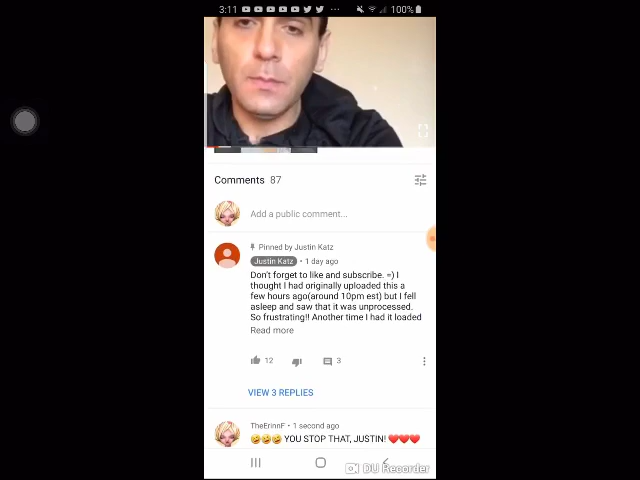 3:11 ... 100%
Comments 87
Add a public comment...
Pinned by Justin Katz
Justin Katz • 1 day ago
Don't forget to like and subscribe. =) I
thought I had originally uploaded this a
few hours ago(around 10pm est) but I fell
asleep and saw that it was unprocessed.
So frustrating!! Another time I had it loaded
Read more
12 3
VIEW 3 REPLIES
TheErinnF • 1 second ago
🤣🤣🤣 YOU STOP THAT, JUSTIN! ❤️❤️❤️
DU Recorder